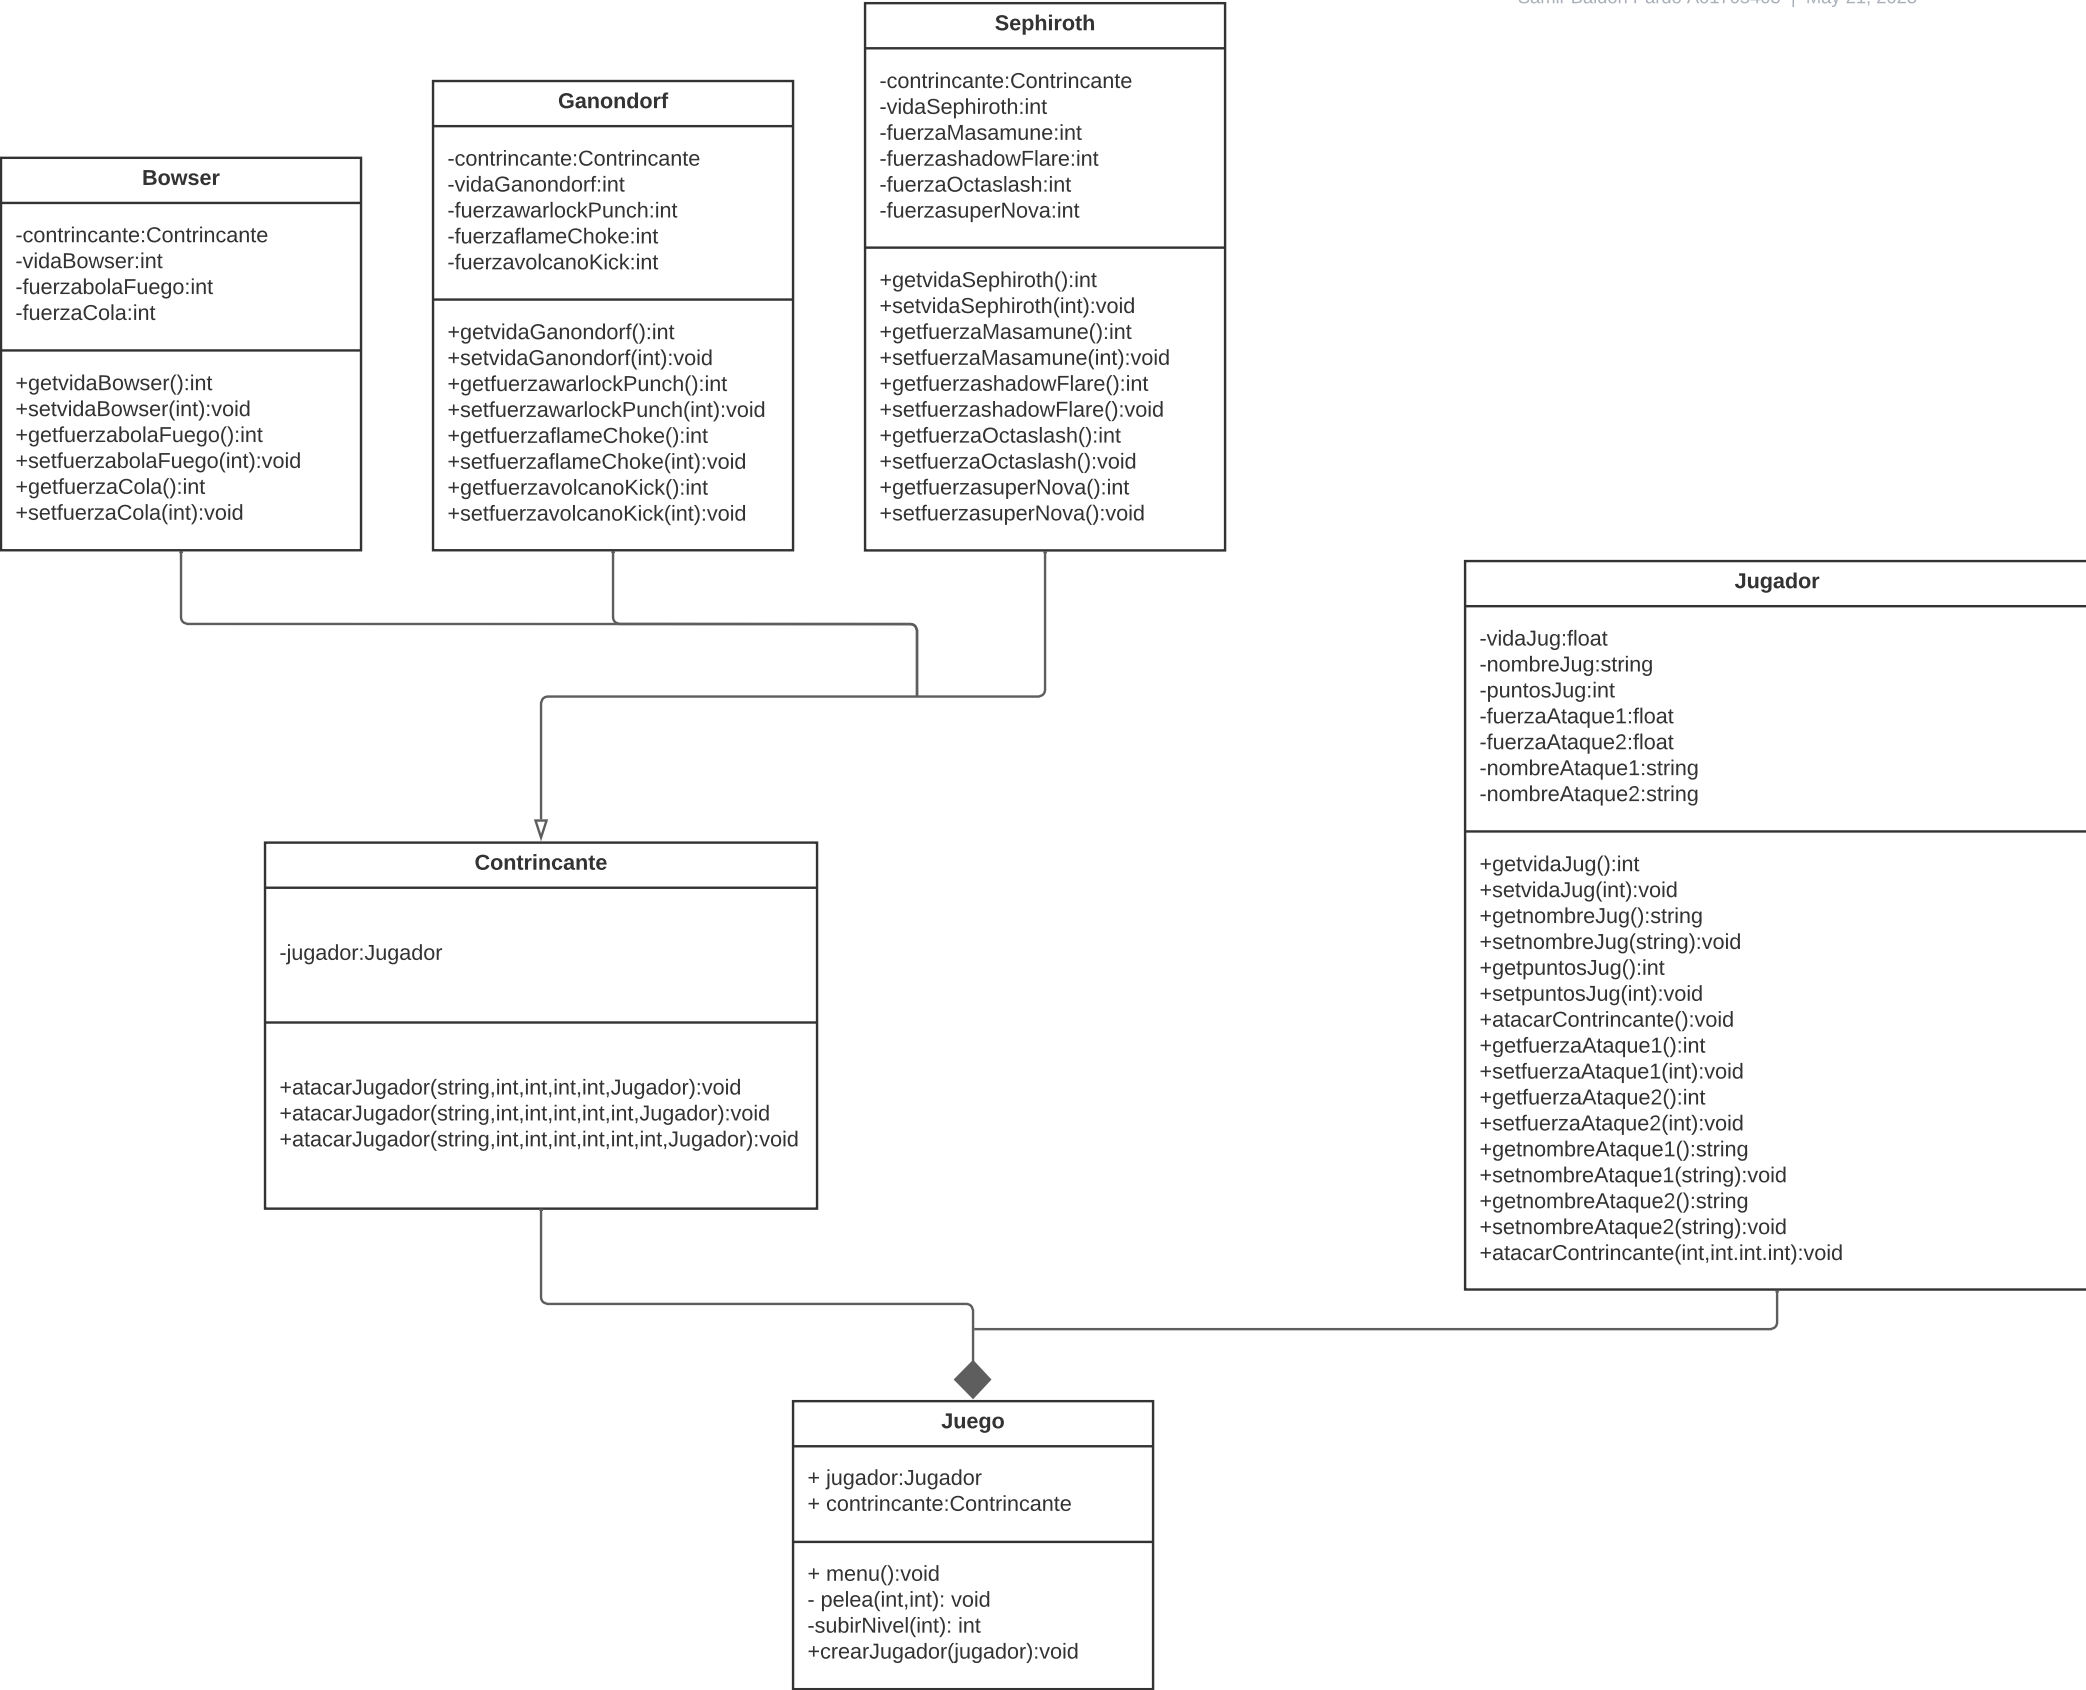 Sephiroth
-contrincante:Contrincante
-vidaSephiroth:int
-fuerzaMasamune:int
-fuerzashadowFlare:int
-fuerzaOctaslash:int
-fuerzasuperNova:int
+getvidaSephiroth():int
+setvidaSephiroth(int):void
+getfuerzaMasamune():int
+setfuerzaMasamune(int):void
+getfuerzashadowFlare():int
+setfuerzashadowFlare():void
+getfuerzaOctaslash():int
+setfuerzaOctaslash():void
+getfuerzasuperNova():int
+setfuerzasuperNova():void
Ganondorf
-contrincante:Contrincante
-vidaGanondorf:int
-fuerzawarlockPunch:int
-fuerzaflameChoke:int
-fuerzavolcanoKick:int
+getvidaGanondorf():int
+setvidaGanondorf(int):void
+getfuerzawarlockPunch():int
+setfuerzawarlockPunch(int):void
+getfuerzaflameChoke():int
+setfuerzaflameChoke(int):void
+getfuerzavolcanoKick():int
+setfuerzavolcanoKick(int):void
Bowser
-contrincante:Contrincante
-vidaBowser:int
-fuerzabolaFuego:int
-fuerzaCola:int
+getvidaBowser():int
+setvidaBowser(int):void
+getfuerzabolaFuego():int
+setfuerzabolaFuego(int):void
+getfuerzaCola():int
+setfuerzaCola(int):void
Jugador
-vidaJug:float
-nombreJug:string
-puntosJug:int
-fuerzaAtaque1:float
-fuerzaAtaque2:float
-nombreAtaque1:string
-nombreAtaque2:string
+getvidaJug():int
+setvidaJug(int):void
+getnombreJug():string
+setnombreJug(string):void
+getpuntosJug():int
+setpuntosJug(int):void
+atacarContrincante():void
+getfuerzaAtaque1():int
+setfuerzaAtaque1(int):void
+getfuerzaAtaque2():int
+setfuerzaAtaque2(int):void
+getnombreAtaque1():string
+setnombreAtaque1(string):void
+getnombreAtaque2():string
+setnombreAtaque2(string):void
+atacarContrincante(int,int.int.int):void
Contrincante
-jugador:Jugador
+atacarJugador(string,int,int,int,int,Jugador):void
+atacarJugador(string,int,int,int,int,int,Jugador):void
+atacarJugador(string,int,int,int,int,int,int,Jugador):void
Juego
+ jugador:Jugador
+ contrincante:Contrincante
+ menu():void
- pelea(int,int): void
-subirNivel(int): int
+crearJugador(jugador):void